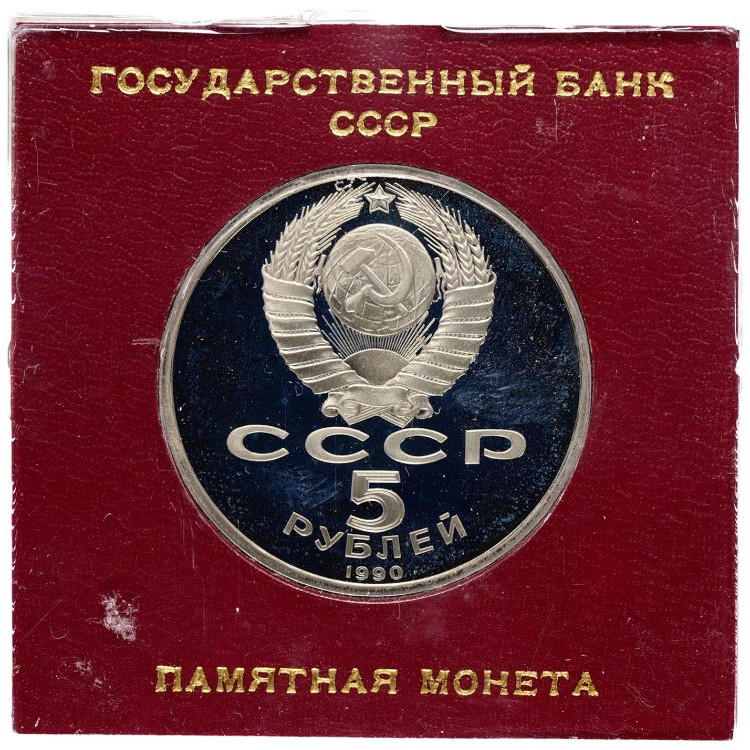 ГОСУДАРСТВЕННЫЙ БАНК
СССР
СССР
5
РУБЛЕЙ
1990
ПАМЯТНАЯ МОНЕТА